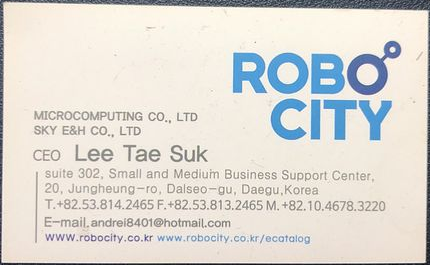 ROBO
CITY
MICROCOMPUTING CO., LTD
SKY E&H CO., LTD
CEO Lee Tae Suk
suite 302, Small and Medium Business Support Center,
20, Jungheung-ro, Dalseo-gu, Daegu,Korea
T.+82.53.814.2465 F.+82.53.813.2465 M.+82.10.4678.3220
E-mail.andrei8401@hotmail.com
www.robocity.co.kr www.robocity.co.kr/ecatalog